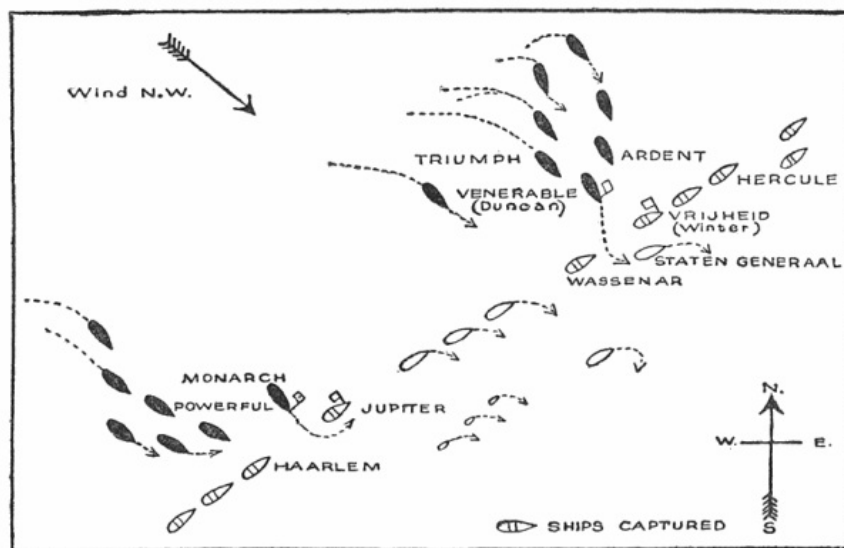 Wind N.W.
TRIUMPH
ARDENT
VENERABLE
(Duncan)
HERCULE
VRIJHEID
(Winter)
STATEN GENERAAL
WASSENAR
MONARCH
POWERFUL
JUPITER
HAARLEM
N.
W.
E.
S
SHIPS CAPTURED